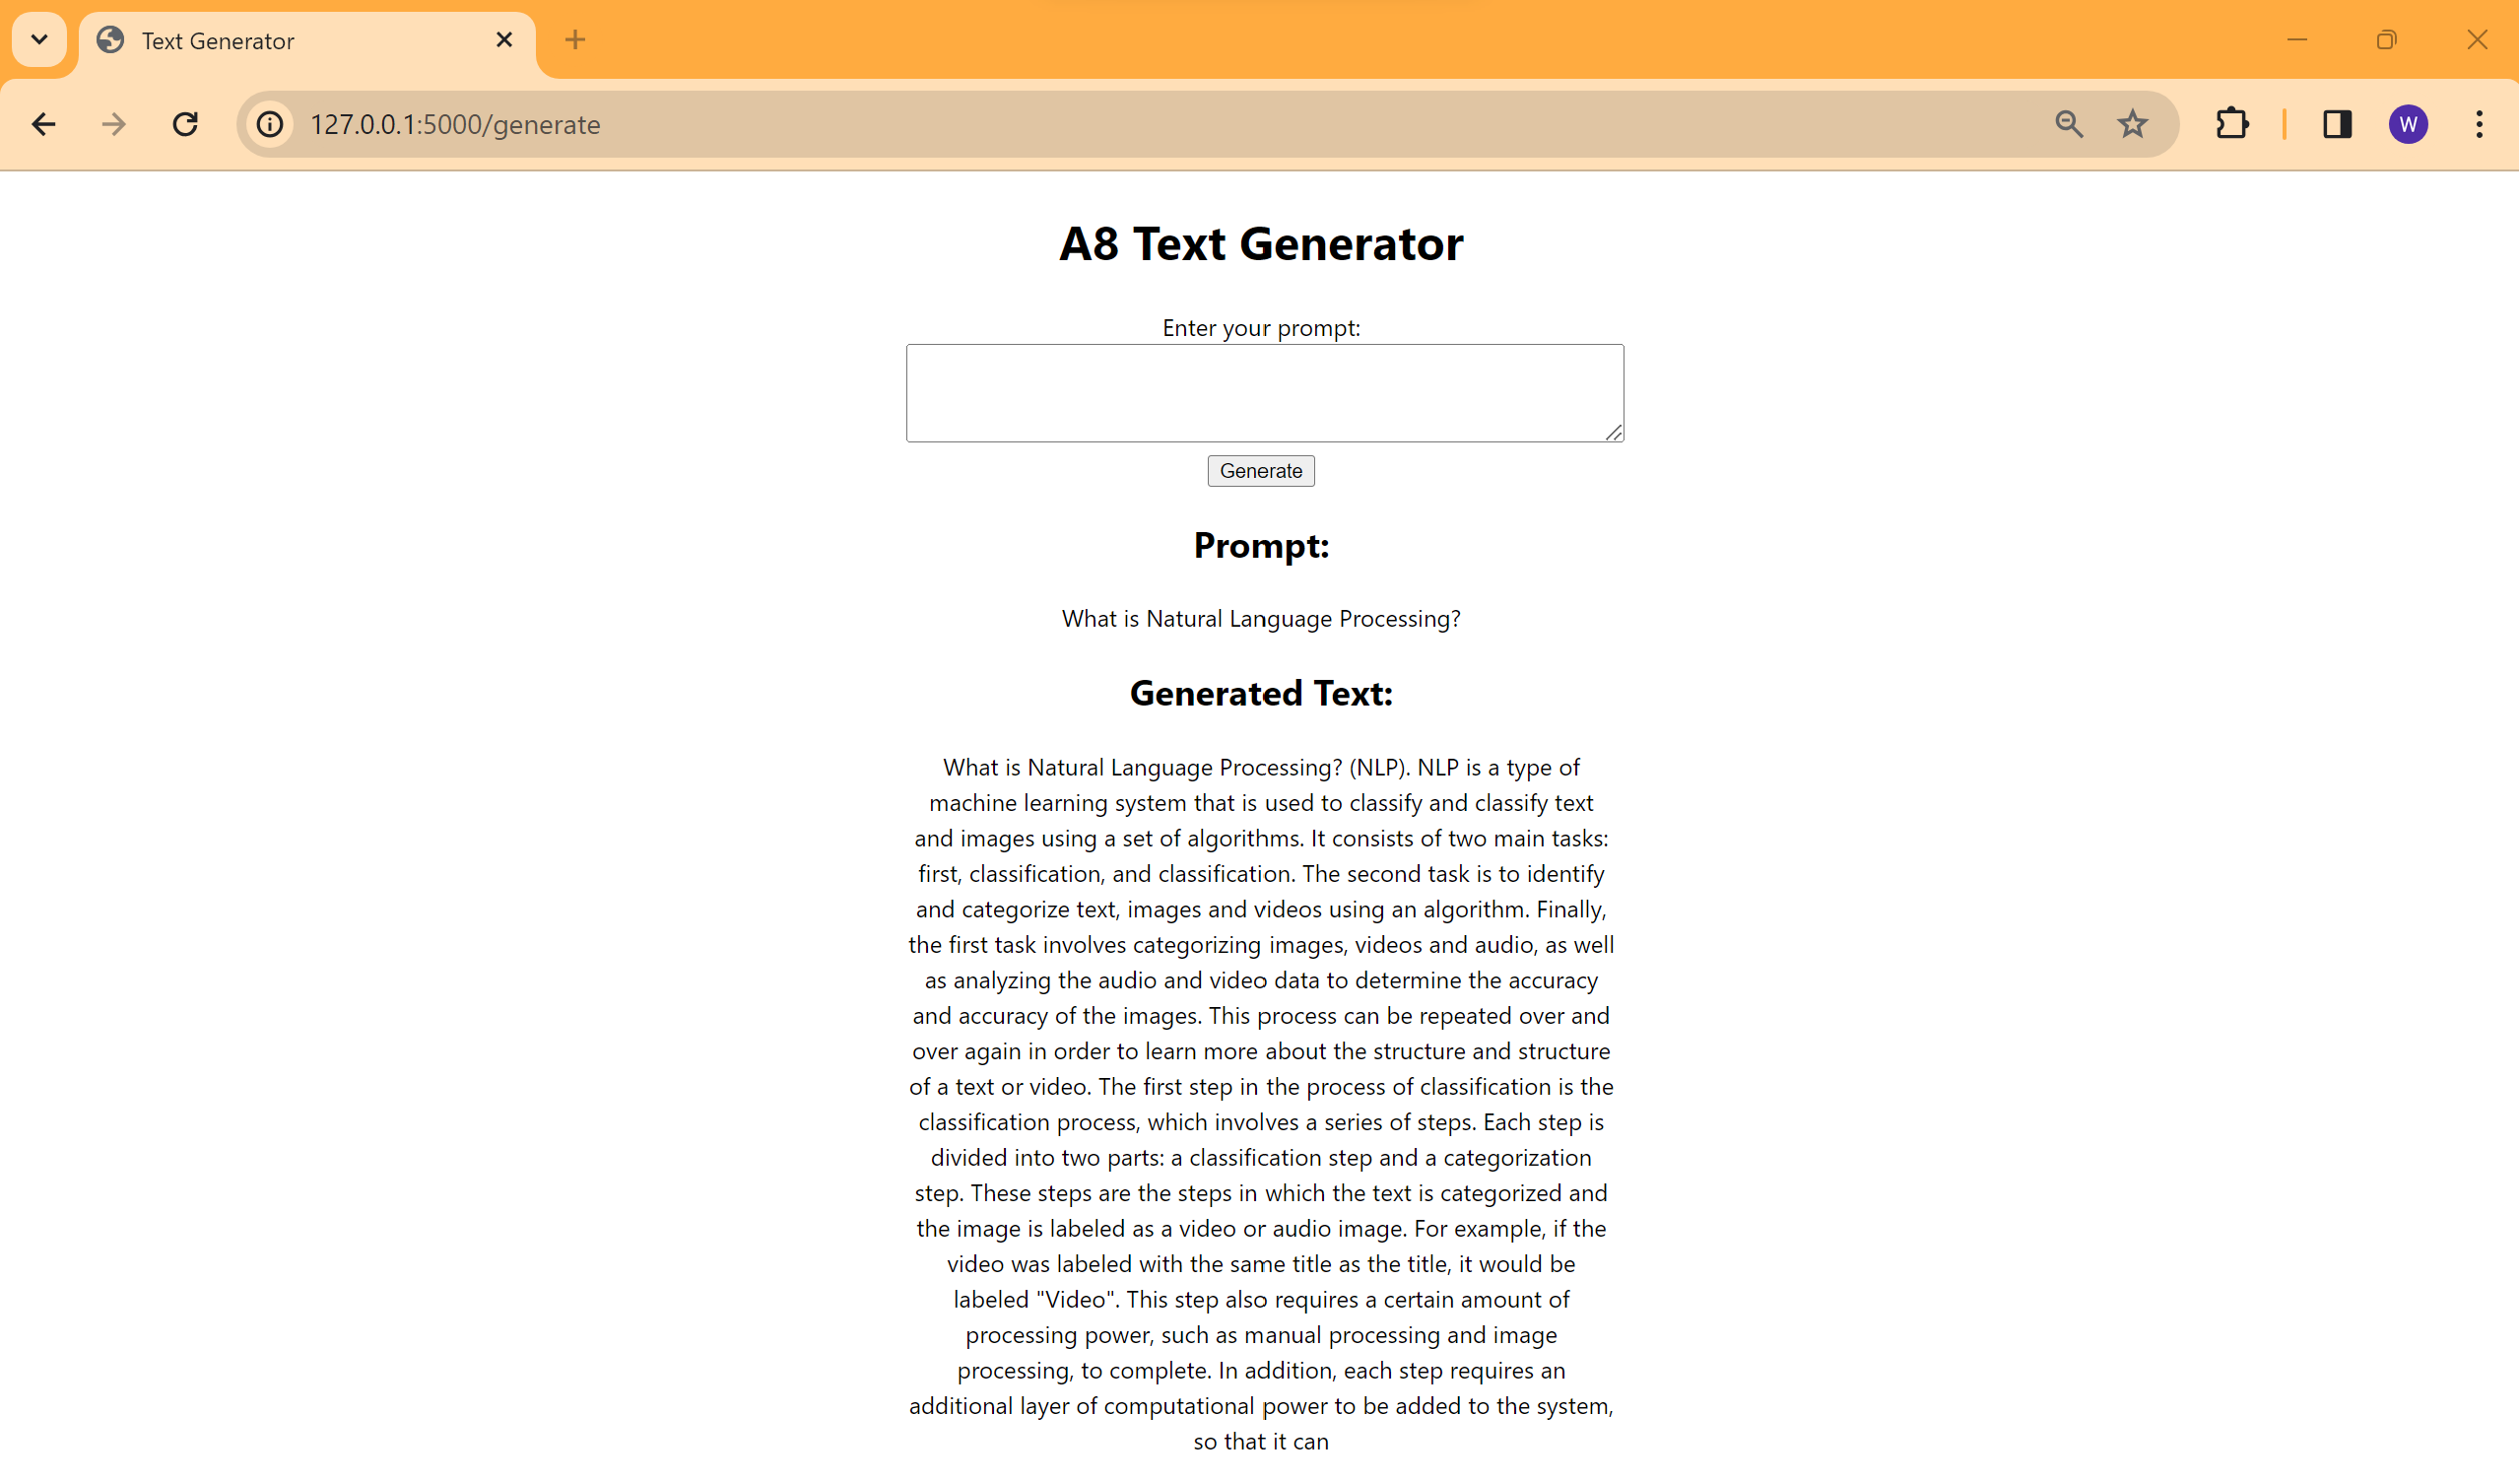 Text Generator
127.0.0.1:5000/generate
W
A8 Text Generator
Enter your prompt:
Generate
Prompt:
What is Natural Language Processing?
Generated Text:
What is Natural Language Processing? (NLP). NLP is a type of
machine learning system that is used to classify and classify text
and images using a set of algorithms. It consists of two main tasks:
first, classification, and classification. The second task is to identify
and categorize text, images and videos using an algorithm. Finally,
the first task involves categorizing images, videos and audio, as well
as analyzing the audio and video data to determine the accuracy
and accuracy of the images. This process can be repeated over and
over again in order to learn more about the structure and structure
of a text or video. The first step in the process of classification is the
classification process, which involves a series of steps. Each step is
divided into two parts: a classification step and a categorization
step. These steps are the steps in which the text is categorized and
the image is labeled as a video or audio image. For example, if the
video was labeled with the same title as the title, it would be
labeled "Video". This step also requires a certain amount of
processing power, such as manual processing and image
processing, to complete. In addition, each step requires an
additional layer of computational power to be added to the system,
so that it can